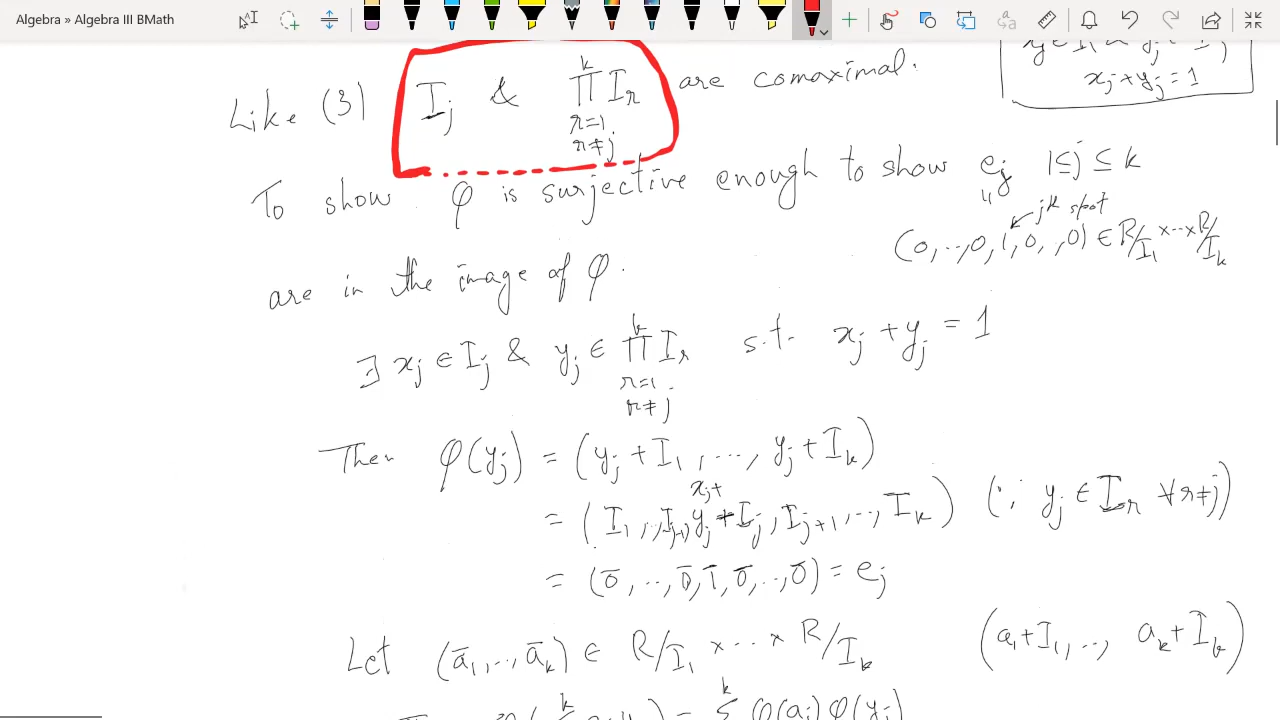 Algebra » Algebra III BMath
x_j + y_j = 1
Like (3) I_j & ∏_{r=1, r≠j}^{k} I_r are comaximal.
To show φ is surjective enough to show e_j 1≤j≤k
" (0,..,0,1,0, ,0) ∈ R/I_1 ×···× R/I_k
jth spot
are in the image of φ.
∃ x_j ∈ I_j & y_j ∈ ∏_{r=1, r≠j}^{k} I_r s.t. x_j + y_j = 1
Then φ(y_j) = (y_j + I_1, ..., y_j + I_k)
x_j+
= (I_1, .., I_{j-1}, y_j + I_j, I_{j+1}, .., I_k) (∵ y_j ∈ I_r ∀ r≠j)
= (0̄, .., 0̄, 1̄, 0̄, .., 0̄) = e_j
Let (ā_1, .., ā_k) ∈ R/I_1 × ··· × R/I_k (a_1+I_1, .., a_k+I_k)
= Σ^{k} φ(a_j) φ(y_j)